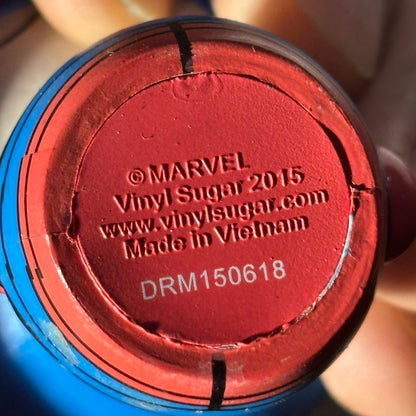 © MARVEL
Vinyl Sugar 2015
www.vinylsugar.com
Made in Vietnam
DRM150618